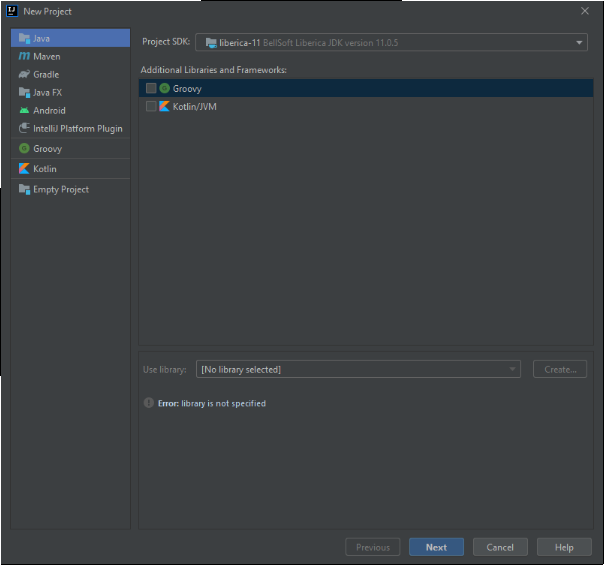 New Project
Java
Maven
Gradle
Java FX
Android
IntelliJ Platform Plugin
Groovy
Kotlin
Empty Project
Project SDK: liberica-11 BellSoft Liberica JDK version 11.0.5
Additional Libraries and Frameworks:
Groovy
Kotlin/JVM
Use library: [No library selected] Create...
Error: library is not specified
Previous Next Cancel Help